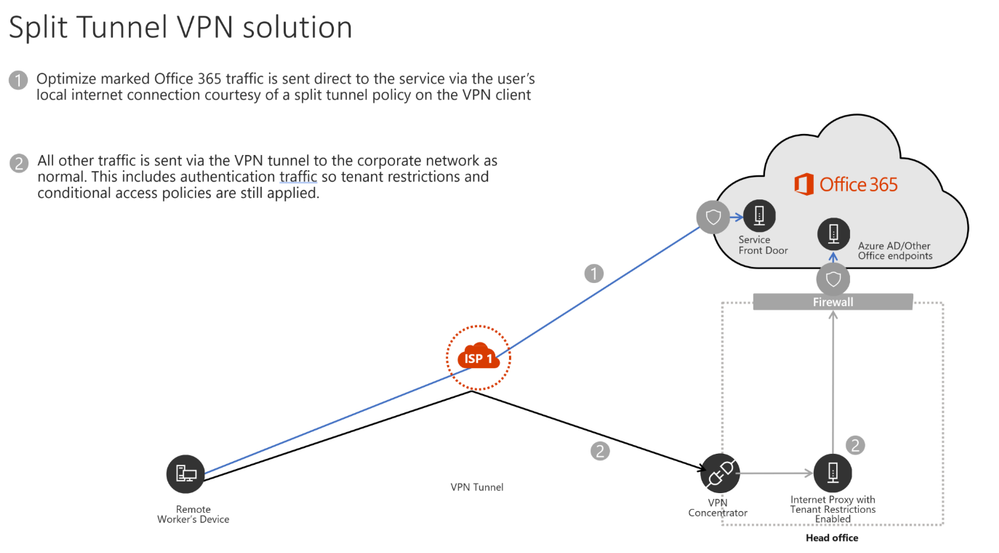 Split Tunnel VPN solution
1 Optimize marked Office 365 traffic is sent direct to the service via the user's
local internet connection courtesy of a split tunnel policy on the VPN client
2 All other traffic is sent via the VPN tunnel to the corporate network as
normal. This includes authentication traffic so tenant restrictions and
conditional access policies are still applied.
Office 365
Service
Front Door
Azure AD/Other
Office endpoints
1
Firewall
ISP 1
2
2
VPN Tunnel
Remote
Worker's Device
VPN
Concentrator
Internet Proxy with
Tenant Restrictions
Enabled
Head office